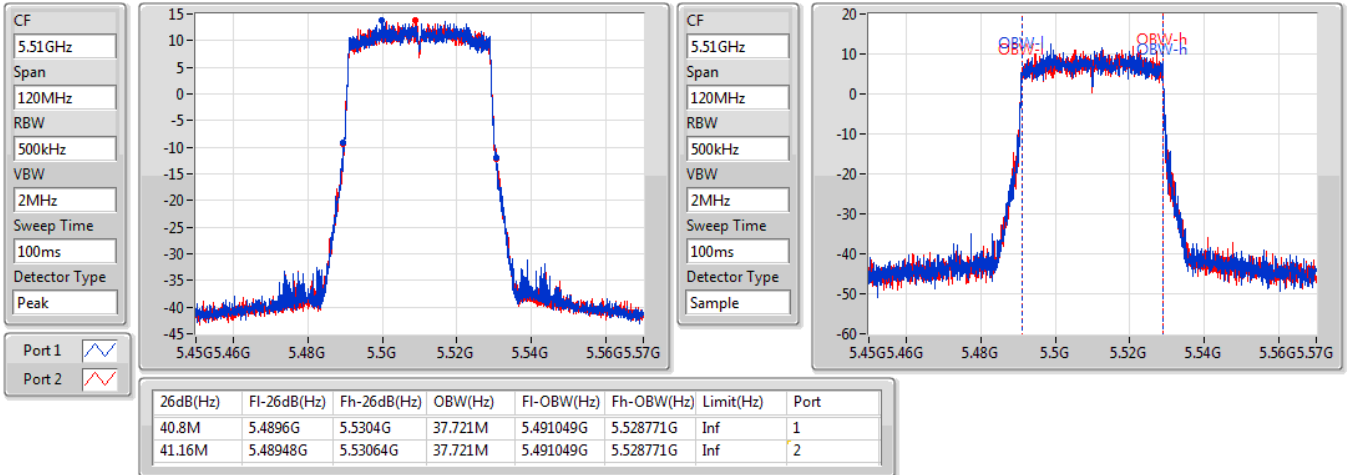 CF
5.51GHz
Span
120MHz
RBW
500kHz
VBW
2MHz
Sweep Time
100ms
Detector Type
Peak
15
10
5
0
-5
-10
-15
-20
-25
-30
-35
-40
-45
5.45G5.46G 5.48G 5.5G 5.52G 5.54G 5.56G5.57G
CF
5.51GHz
Span
120MHz
RBW
500kHz
VBW
2MHz
Sweep Time
100ms
Detector Type
Sample
20
10
0
-10
-20
-30
-40
-50
-60
OBW-l
OBW-l
OBW-h
OBW-h
5.45G5.46G 5.48G 5.5G 5.52G 5.54G 5.56G5.57G
Port 1
Port 2
26dB(Hz) Fl-26dB(Hz) Fh-26dB(Hz) OBW(Hz) Fl-OBW(Hz) Fh-OBW(Hz) Limit(Hz) Port
40.8M 5.4896G 5.5304G 37.721M 5.491049G 5.528771G Inf 1
41.16M 5.48948G 5.53064G 37.721M 5.491049G 5.528771G Inf 2